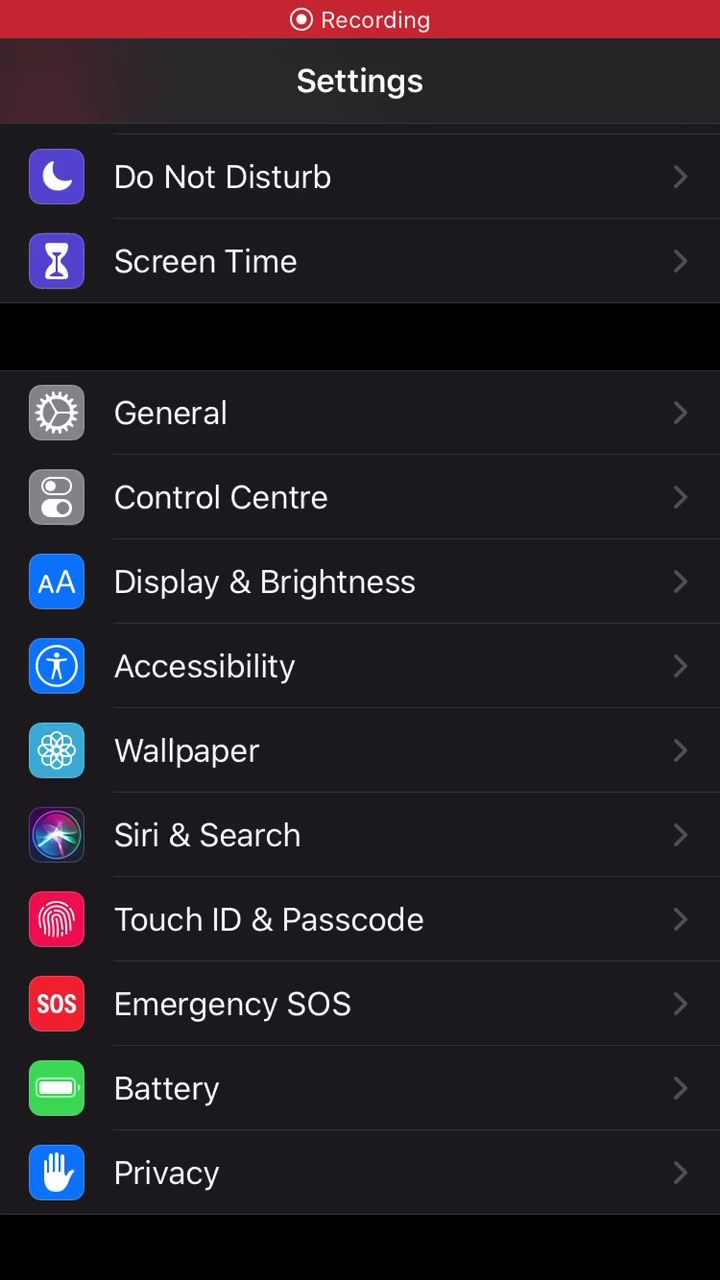 Recording
Settings
Do Not Disturb
Screen Time
General
Control Centre
AA Display & Brightness
Accessibility
Wallpaper
Siri & Search
Touch ID & Passcode
SOS Emergency SOS
Battery
Privacy